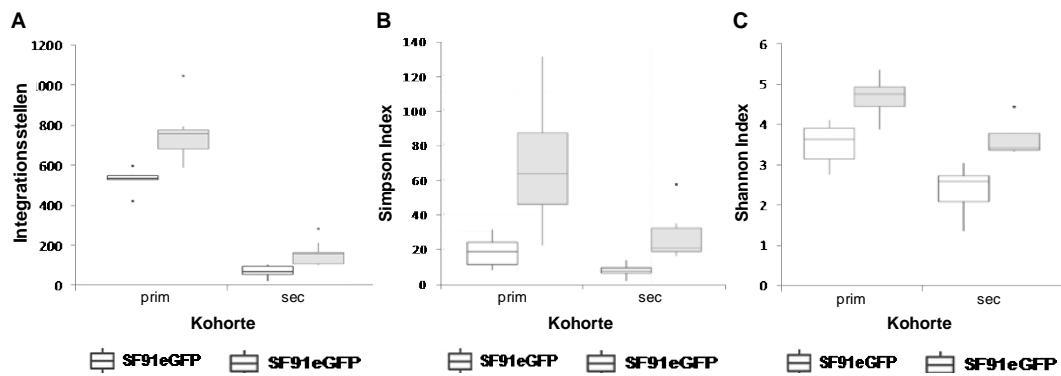 A
Integrationsstellen
1200
1000
800
600
400
200
0
prim
sec
Kohorte
SF91eGFP
SF91eGFP
B
Simpson Index
140
120
100
80
60
40
20
0
prim
sec
Kohorte
SF91eGFP
SF91eGFP
C
Shannon Index
6
5
4
3
2
1
0
prim
sec
Kohorte
SF91eGFP
SF91eGFP